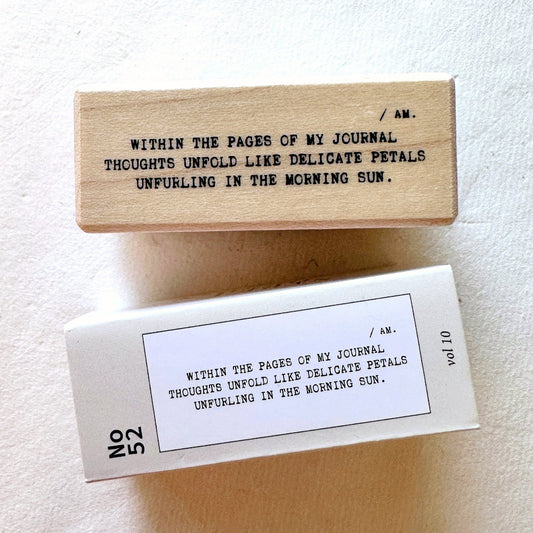 / AM.
WITHIN THE PAGES OF MY JOURNAL
THOUGHTS UNFOLD LIKE DELICATE PETALS
UNFURLING IN THE MORNING SUN.
/ AM.
WITHIN THE PAGES OF MY JOURNAL
THOUGHTS UNFOLD LIKE DELICATE PETALS
UNFURLING IN THE MORNING SUN.
vol 10
No
52